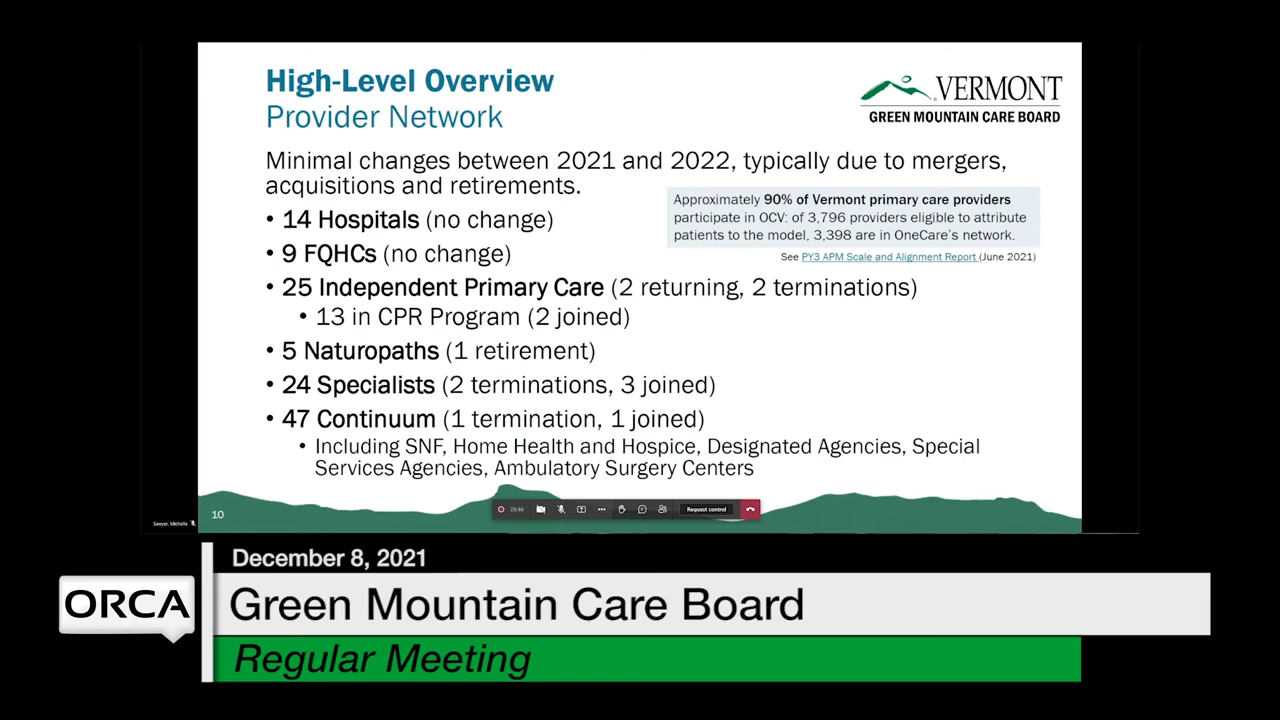 High-Level Overview
Provider Network
VERMONT
GREEN MOUNTAIN CARE BOARD
Minimal changes between 2021 and 2022, typically due to mergers,
acquisitions and retirements.
Approximately 90% of Vermont primary care providers
participate in OCV: of 3,796 providers eligible to attribute
patients to the model, 3,398 are in OneCare's network.
See PY3 APM Scale and Alignment Report (June 2021)
• 14 Hospitals (no change)
• 9 FQHCs (no change)
• 25 Independent Primary Care (2 returning, 2 terminations)
• 13 in CPR Program (2 joined)
• 5 Naturopaths (1 retirement)
• 24 Specialists (2 terminations, 3 joined)
• 47 Continuum (1 termination, 1 joined)
• Including SNF, Home Health and Hospice, Designated Agencies, Special
Services Agencies, Ambulatory Surgery Centers
10
Request control
Sawyer, Michelle
December 8, 2021
ORCA
Green Mountain Care Board
Regular Meeting